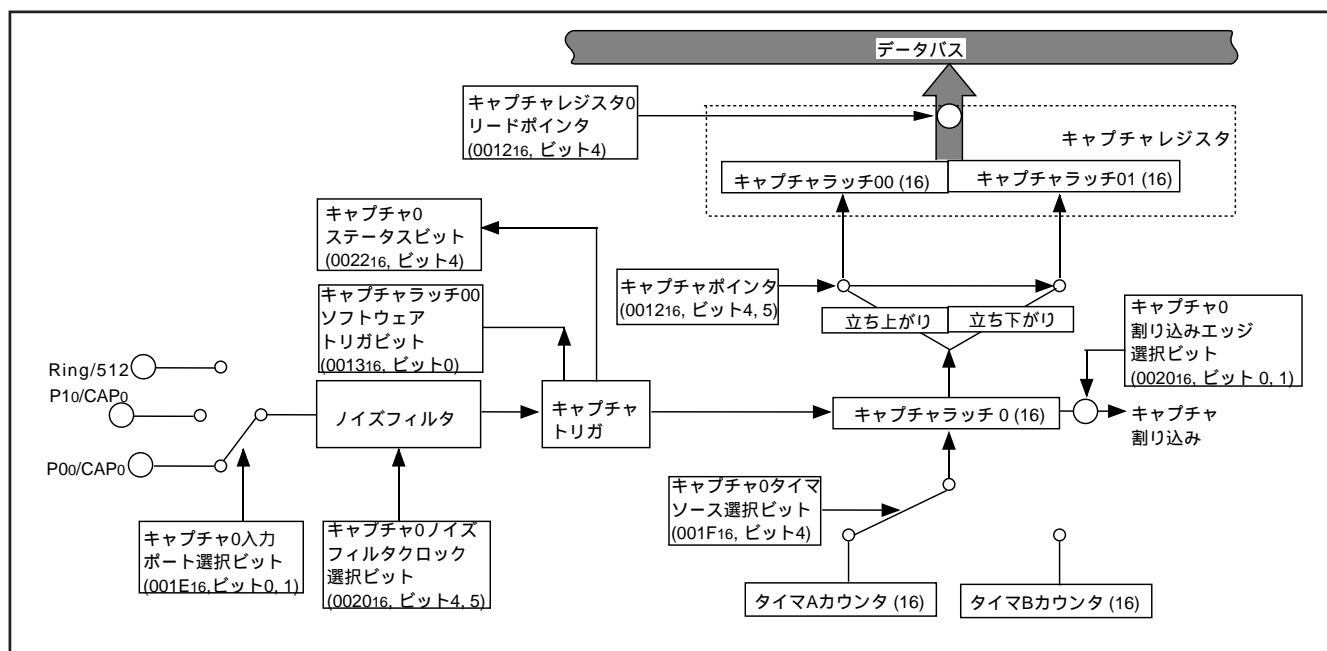 データバス
キャプチャレジスタ0
リードポインタ
(001216, ビット4)
キャプチャレジスタ
キャプチャラッチ00 (16)
キャプチャラッチ01 (16)
キャプチャ0
ステータスビット
(002216, ビット4)
キャプチャポインタ
(001216, ビット4, 5)
立ち上がり
立ち下がり
キャプチャ0
割り込みエッジ
選択ビット
(002016, ビット 0, 1)
キャプチャラッチ00
ソフトウェア
トリガビット
(001316, ビット0)
Ring/512
P10/CAP0
P00/CAP0
ノイズフィルタ
キャプチャ
トリガ
キャプチャラッチ 0 (16)
キャプチャ
割り込み
キャプチャ0タイマ
ソース選択ビット
(001F16, ビット4)
キャプチャ0入力
ポート選択ビット
(001E16,ビット0, 1)
キャプチャ0ノイズ
フィルタクロック
選択ビット
(002016, ビット4, 5)
タイマAカウンタ (16)
タイマBカウンタ (16)